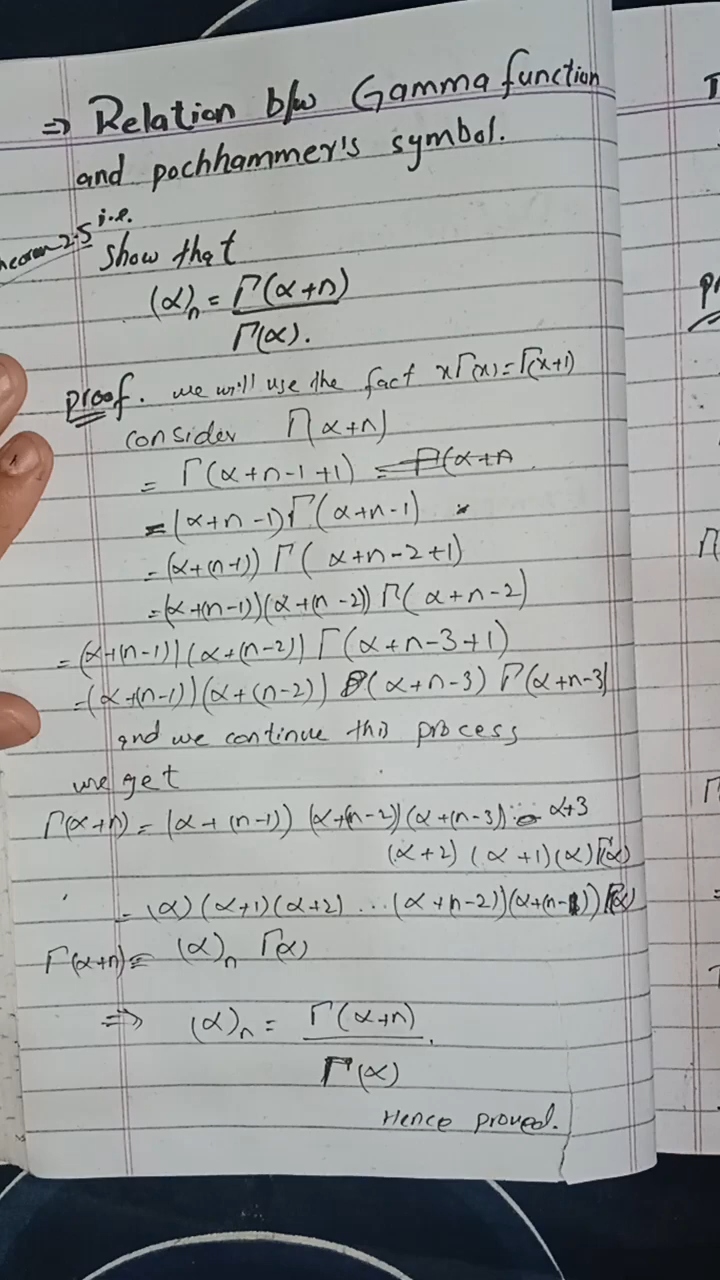 ⇒ Relation b/w Gamma function
and pochhammer's symbol.
i.e.
2.5 show that
(α)ₙ = Γ(α+n)
Γ(α).
proof. we will use the fact xΓ(x)=Γ(x+1)
consider Γ(α+n)
= Γ(α+n-1+1) = Γ(α+n
= (α+n-1)Γ(α+n-1)
= (α+(n-1)) Γ(α+n-2+1)
= (α+(n-1))(α+(n-2)) Γ(α+n-2)
= (α+(n-1))(α+(n-2)) Γ(α+n-3+1)
= (α+(n-1))(α+(n-2)) (α+n-3) Γ(α+n-3)
and we continue this process
we get
Γ(α+n) = (α+(n-1)) (α+(n-2)) (α+(n-3) ... α+3
(α+2) (α+1)(α)Γ(α)
= (α)(α+1)(α+2) ...(α+n-2))(α+(n-1)) Γ(α)
Γ(α+n) = (α)ₙ Γ(α)
⇒ (α)ₙ = Γ(α+n)
Γ(α)
Hence proved.